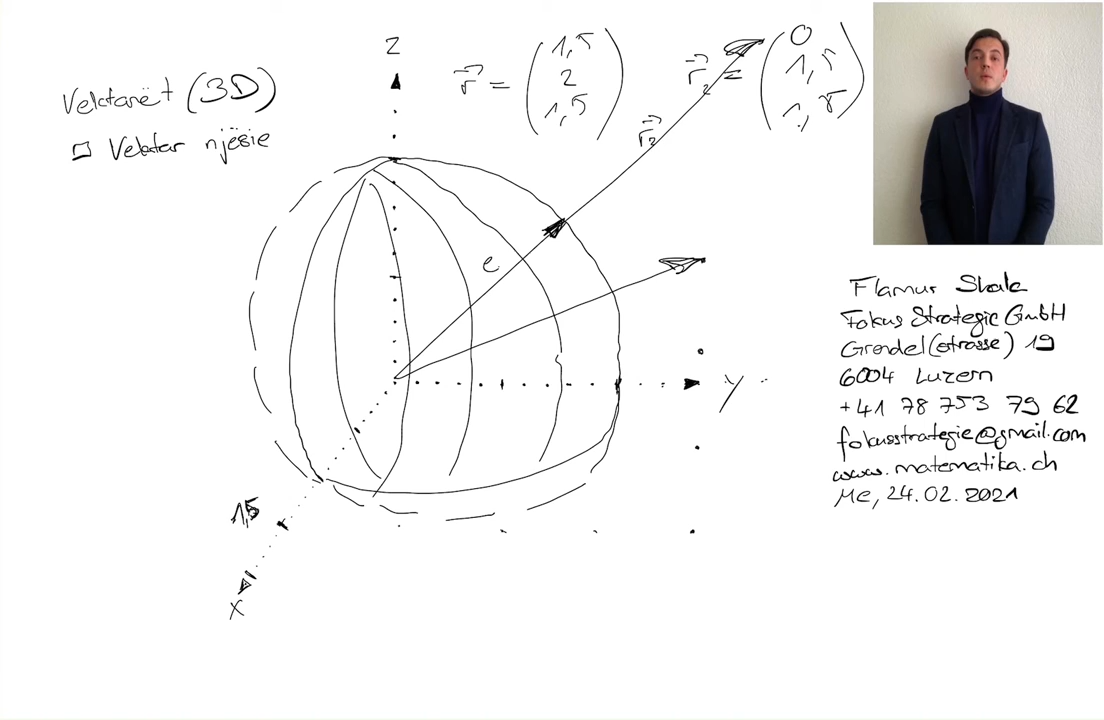 Vektorët (3D)
□ Vektor njësie
z
r⃗ = (1,5
2
1,5)
r⃗₂ = (0
1,5
1,5)
r⃗₂
e
y
1,5
x
Flamur Shala
Fokus Strategie GmbH
Grendel(strasse) 19
6004 Luzern
+41 78 753 79 62
fokusstrategie@gmail.com
www.matematika.ch
Me, 24.02.2021